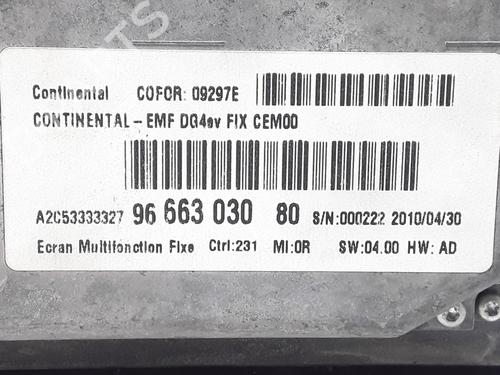 Continental COFOR: 09297E
CONTINENTAL - EMF DG4ev FIX CEM00
A2C53333327 96 663 030 80 S/N:000222 2010/04/30
Ecran Multifonction Fixe Ctrl:231 MI:0R SW:04.00 HW: AD